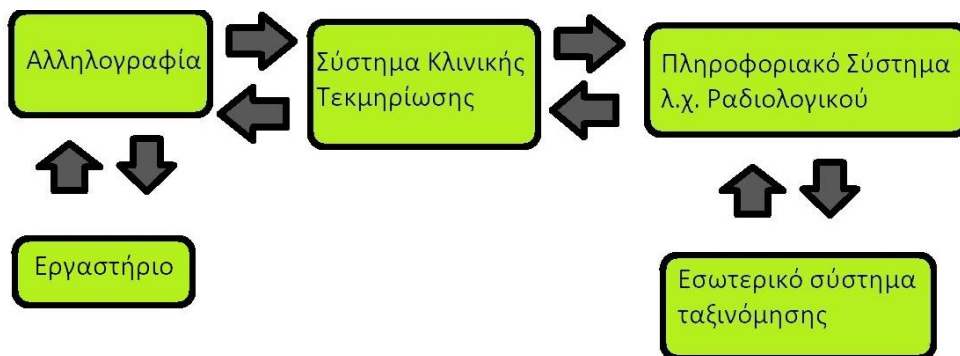 Αλληλογραφία
Σύστημα Κλινικής
Τεκμηρίωσης
Πληροφοριακό Σύστημα
λ.χ. Ραδιολογικού
Εργαστήριο
Εσωτερικό σύστημα
ταξινόμησης